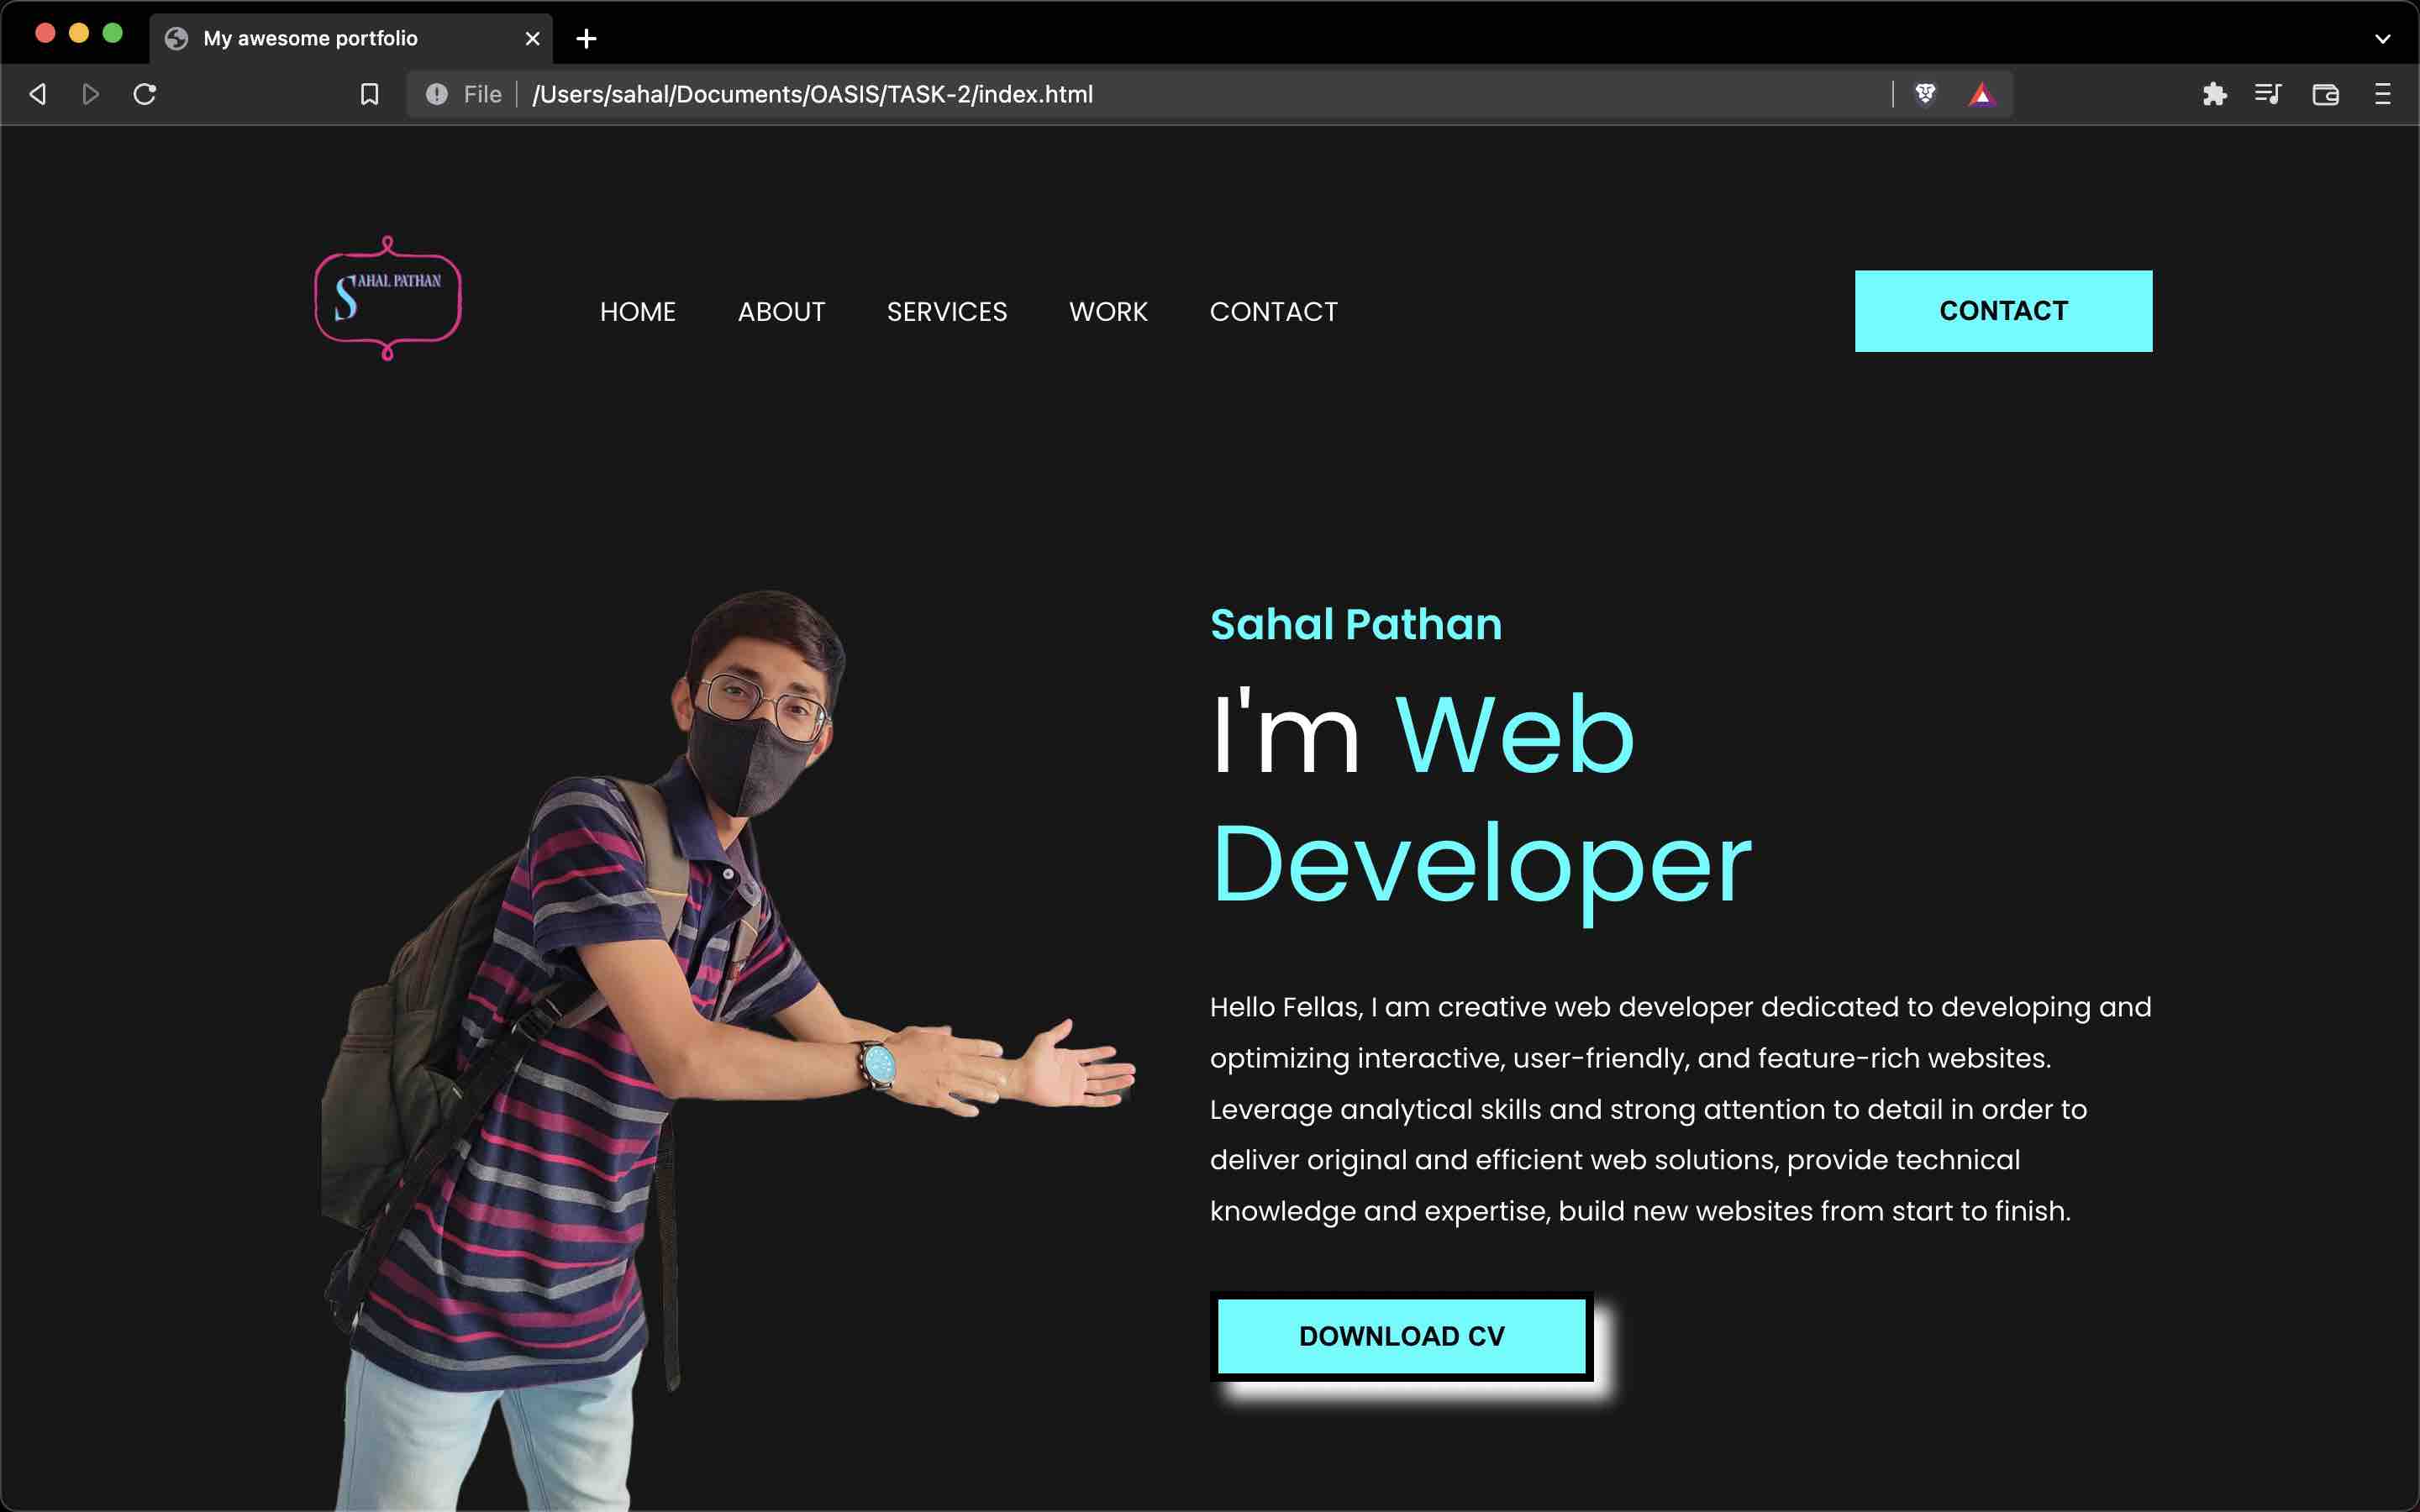 My awesome portfolio
File /Users/sahal/Documents/OASIS/TASK-2/index.html
SAHAL PATHAN
HOME ABOUT SERVICES WORK CONTACT
CONTACT
Sahal Pathan
I'm Web
Developer
Hello Fellas, I am creative web developer dedicated to developing and
optimizing interactive, user-friendly, and feature-rich websites.
Leverage analytical skills and strong attention to detail in order to
deliver original and efficient web solutions, provide technical
knowledge and expertise, build new websites from start to finish.
DOWNLOAD CV